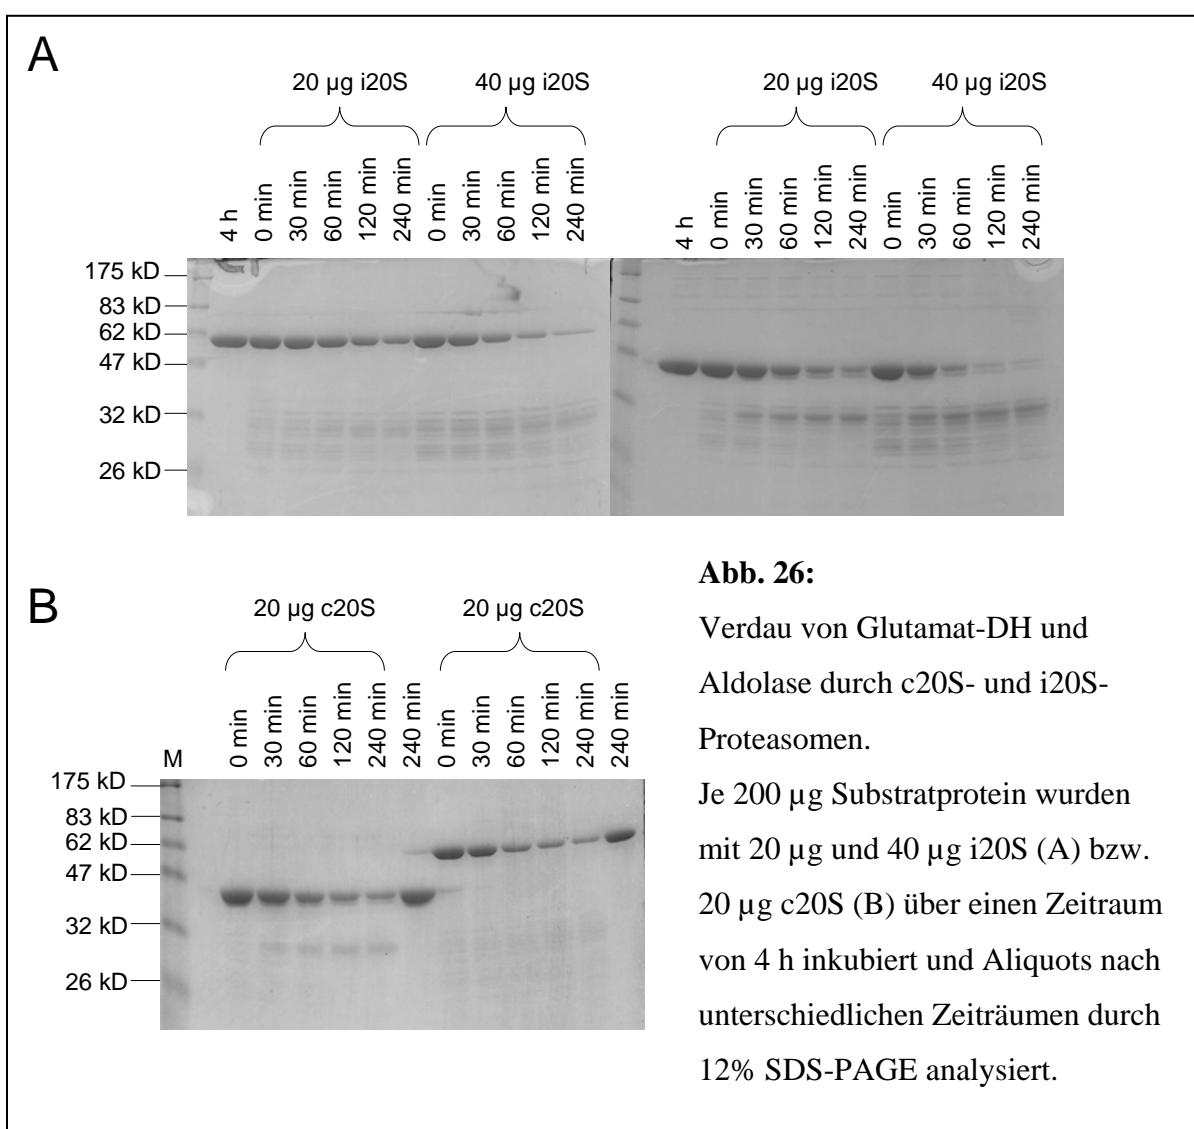 A
20 µg i20S 40 µg i20S 20 µg i20S 40 µg i20S
4 h 0 min 30 min 60 min 120 min 240 min 0 min 30 min 60 min 120 min 240 min 4 h 0 min 30 min 60 min 120 min 240 min 0 min 30 min 60 min 120 min 240 min
175 kD
83 kD
62 kD
47 kD
32 kD
26 kD
B
20 µg c20S 20 µg c20S
M 0 min 30 min 60 min 120 min 240 min 240 min 0 min 30 min 60 min 120 min 240 min 240 min
175 kD
83 kD
62 kD
47 kD
32 kD
26 kD
Abb. 26:
Verdau von Glutamat-DH und
Aldolase durch c20S- und i20S-
Proteasomen.
Je 200 µg Substratprotein wurden
mit 20 µg und 40 µg i20S (A) bzw.
20 µg c20S (B) über einen Zeitraum
von 4 h inkubiert und Aliquots nach
unterschiedlichen Zeiträumen durch
12% SDS-PAGE analysiert.